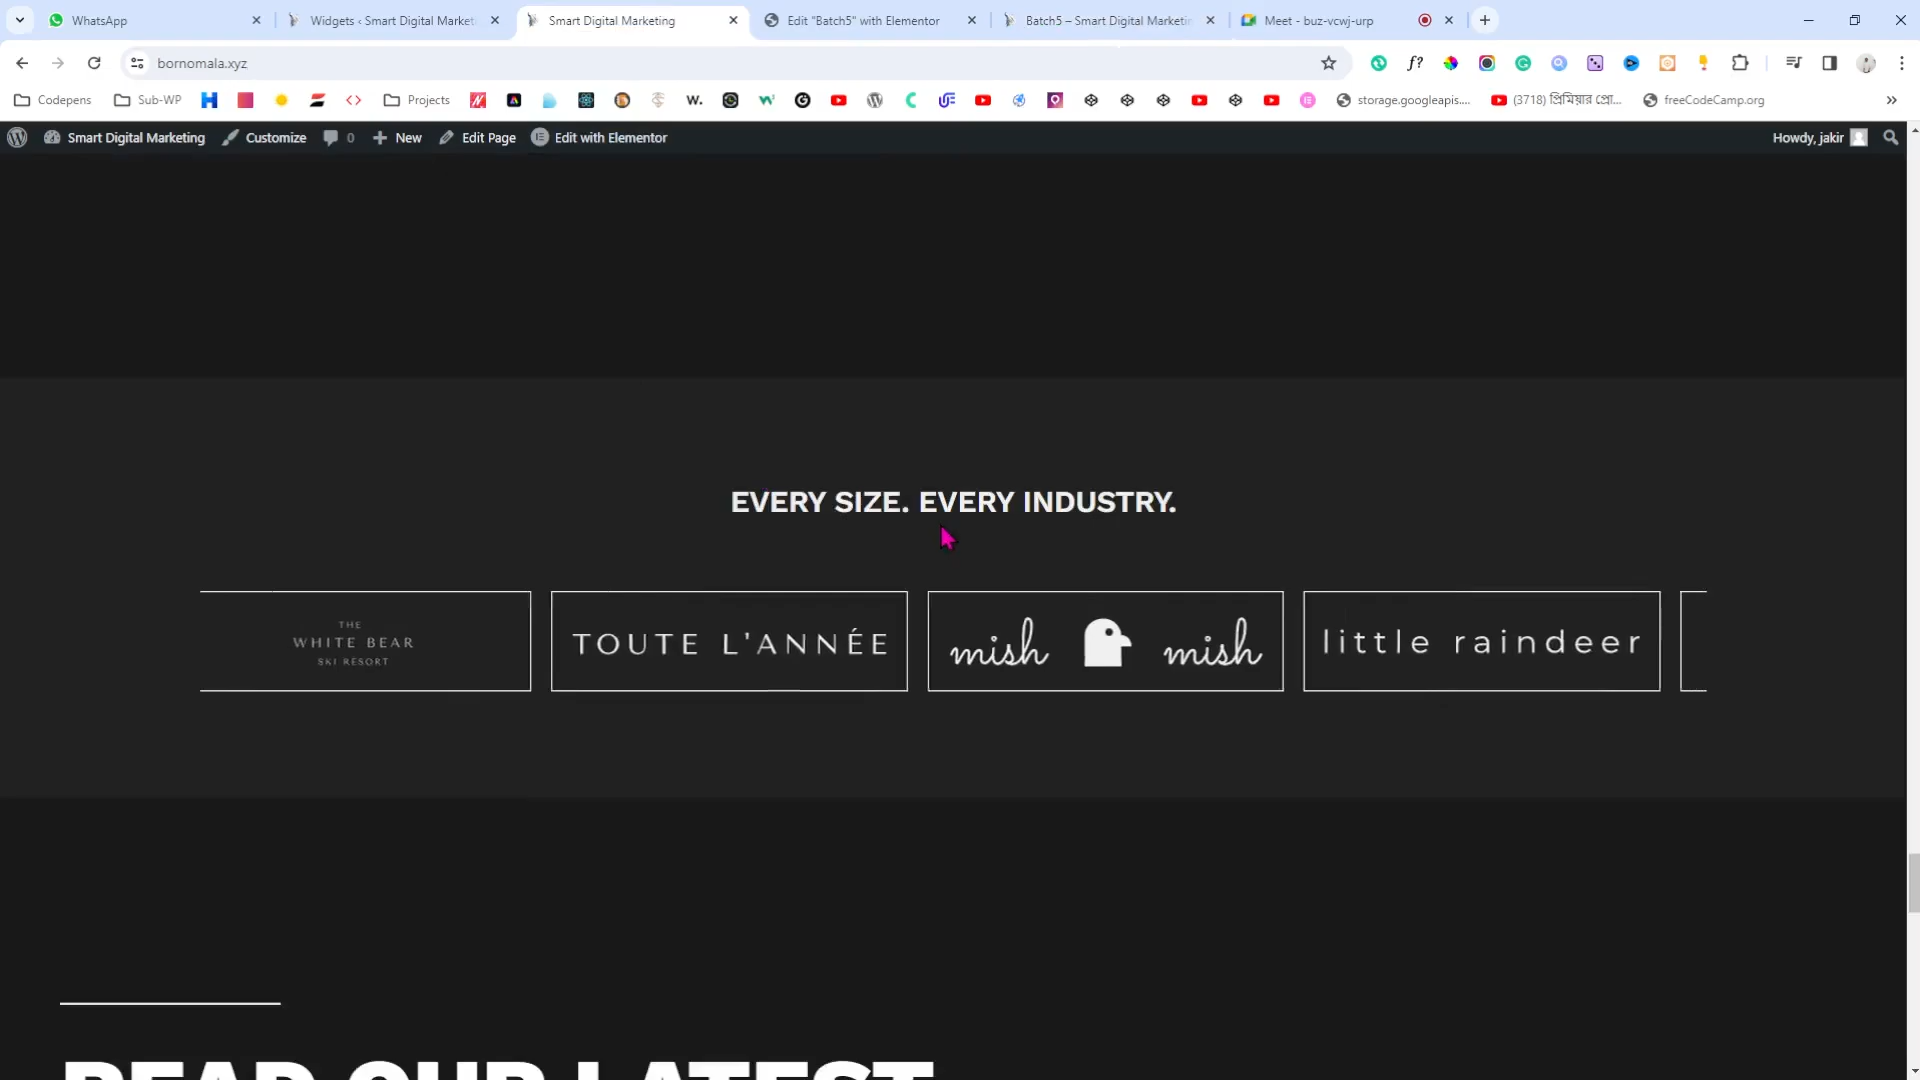 WhatsApp
Widgets ‹ Smart Digital Market
Smart Digital Marketing
Edit "Batch5" with Elementor
Batch5 – Smart Digital Marketin
Meet - buz-vcwj-urp
bornomala.xyz
Codepens
Sub-WP
Projects
storage.googleapis....
(3718) প্রিমিয়ার প্রো...
freeCodeCamp.org
Smart Digital Marketing
Customize
0
New
Edit Page
Edit with Elementor
Howdy, jakir
EVERY SIZE. EVERY INDUSTRY.
THE
WHITE BEAR
SKI RESORT
TOUTE L'ANNÉE
mish mish
little raindeer
READ OUR LATEST